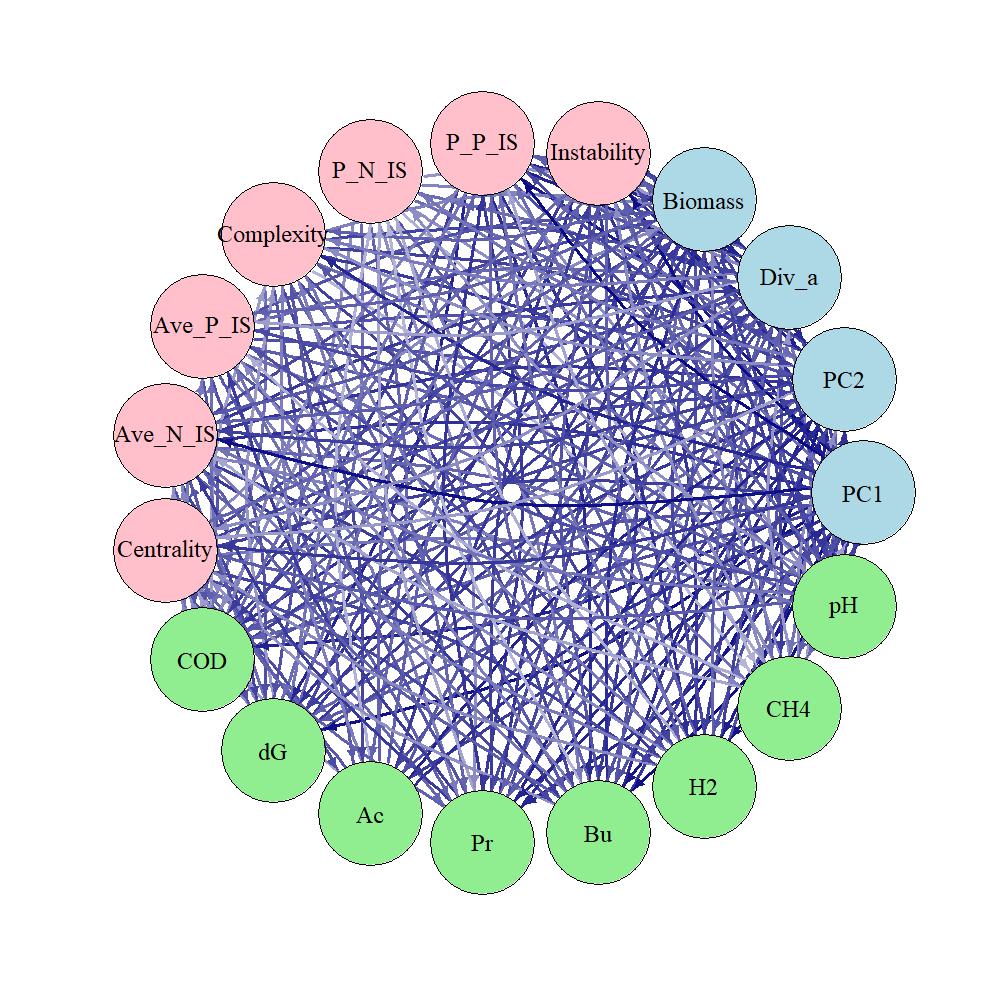 P_P_IS
Instability
P_N_IS
Biomass
Complexity
Div_a
Ave_P_IS
PC2
Ave_N_IS
PC1
Centrality
pH
COD
CH4
dG
H2
Ac
Bu
Pr